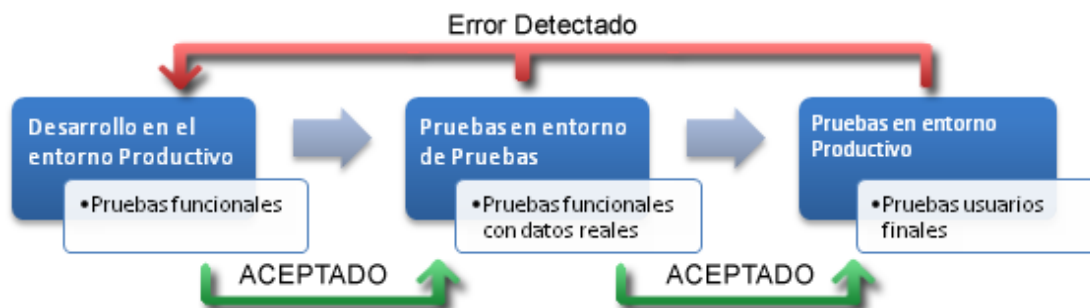 Error Detectado
Desarrollo en el
entorno Productivo
•Pruebas funcionales
Pruebas en entorno
de Pruebas
•Pruebas funcionales
con datos reales
Pruebas en entorno
Productivo
•Pruebas usuarios
finales
ACEPTADO
ACEPTADO